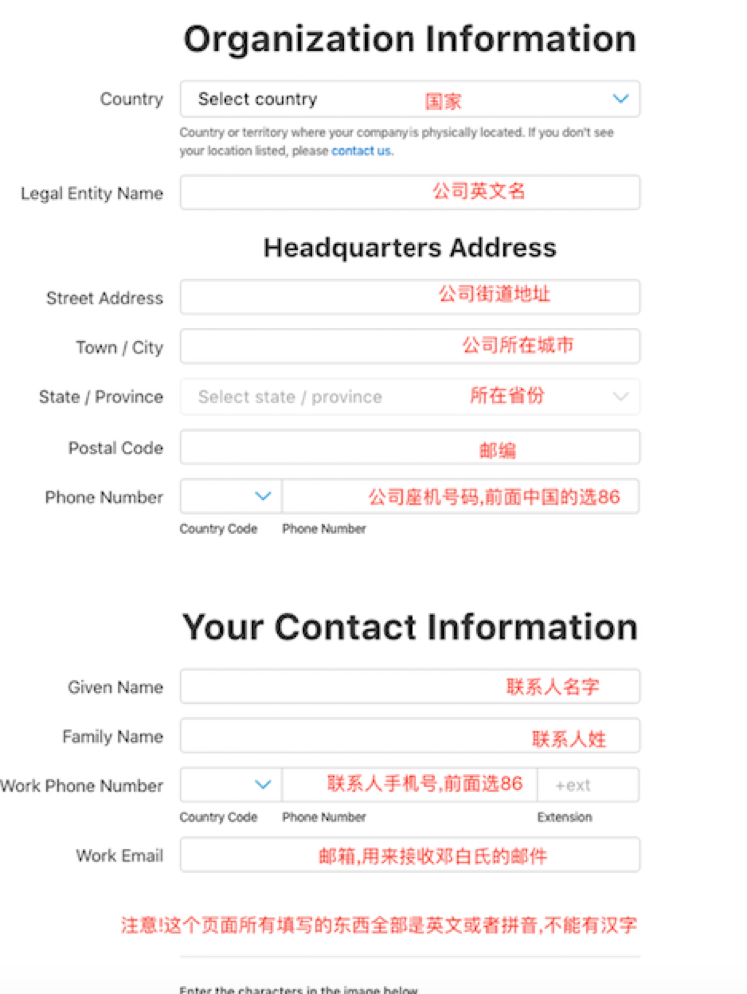 Organization Information
Country Select country 国家
Country or territory where your company is physically located. If you don't see
your location listed, please contact us.
Legal Entity Name 公司英文名
Headquarters Address
Street Address 公司街道地址
Town / City 公司所在城市
State / Province Select state / province 所在省份
Postal Code 邮编
Phone Number 公司座机号码,前面中国的选86
Country Code Phone Number
Your Contact Information
Given Name 联系人名字
Family Name 联系人姓
Work Phone Number 联系人手机号,前面选86 +ext
Country Code Phone Number Extension
Work Email 邮箱,用来接收邓白氏的邮件
注意!这个页面所有填写的东西全部是英文或者拼音,不能有汉字
Enter the characters in the image below